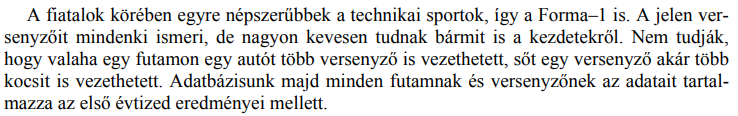 A fiatalok körében egyre népszerűbbek a technikai sportok, így a Forma–1 is. A jelen ver-
senyzőit mindenki ismeri, de nagyon kevesen tudnak bármit is a kezdetekről. Nem tudják,
hogy valaha egy futamon egy autót több versenyző is vezethetett, sőt egy versenyző akár több
kocsit is vezethetett. Adatbázisunk majd minden futamnak és versenyzőnek az adatait tartal-
mazza az első évtized eredményei mellett.